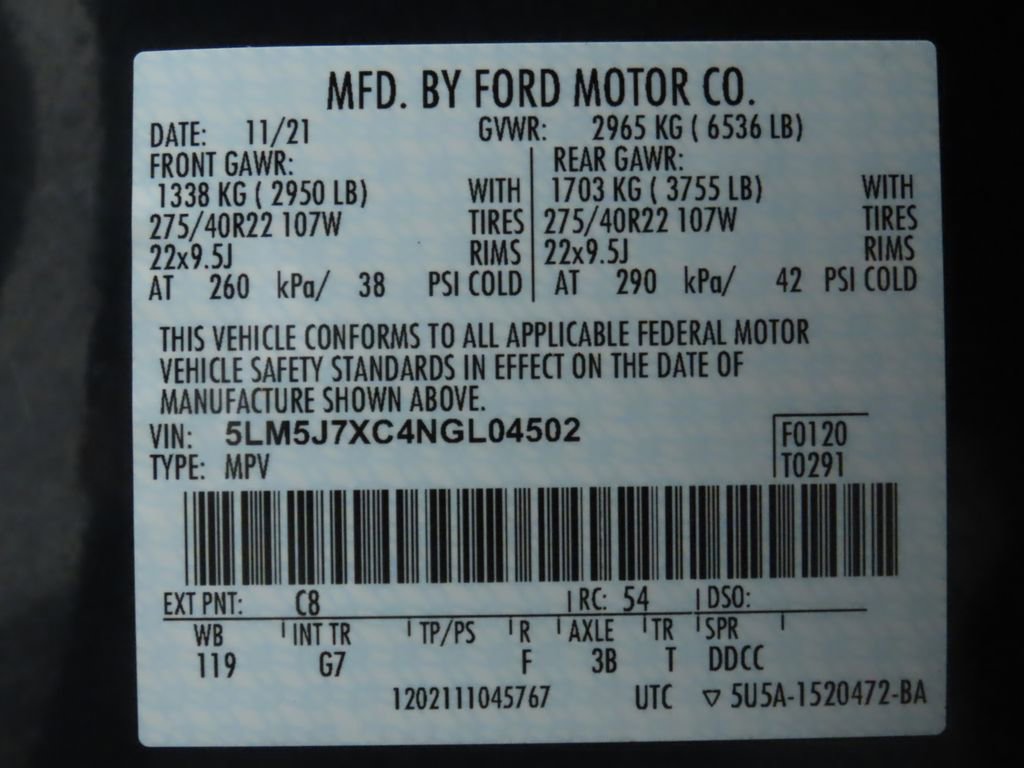 MFD. BY FORD MOTOR CO.
DATE: 11/21 GVWR: 2965 KG ( 6536 LB)
FRONT GAWR: REAR GAWR:
1338 KG ( 2950 LB) WITH 1703 KG ( 3755 LB) WITH
275/40R22 107W TIRES 275/40R22 107W TIRES
22x9.5J RIMS 22x9.5J RIMS
AT 260 kPa/ 38 PSI COLD AT 290 kPa/ 42 PSI COLD
THIS VEHICLE CONFORMS TO ALL APPLICABLE FEDERAL MOTOR
VEHICLE SAFETY STANDARDS IN EFFECT ON THE DATE OF
MANUFACTURE SHOWN ABOVE.
VIN: 5LM5J7XC4NGL04502 F0120
TYPE: MPV T0291
EXT PNT: C8 RC: 54 DSO:
WB INT TR TP/PS R AXLE TR SPR
119 G7 F 3B T DDCC
1202111045767 UTC ▽ 5U5A-1520472-BA